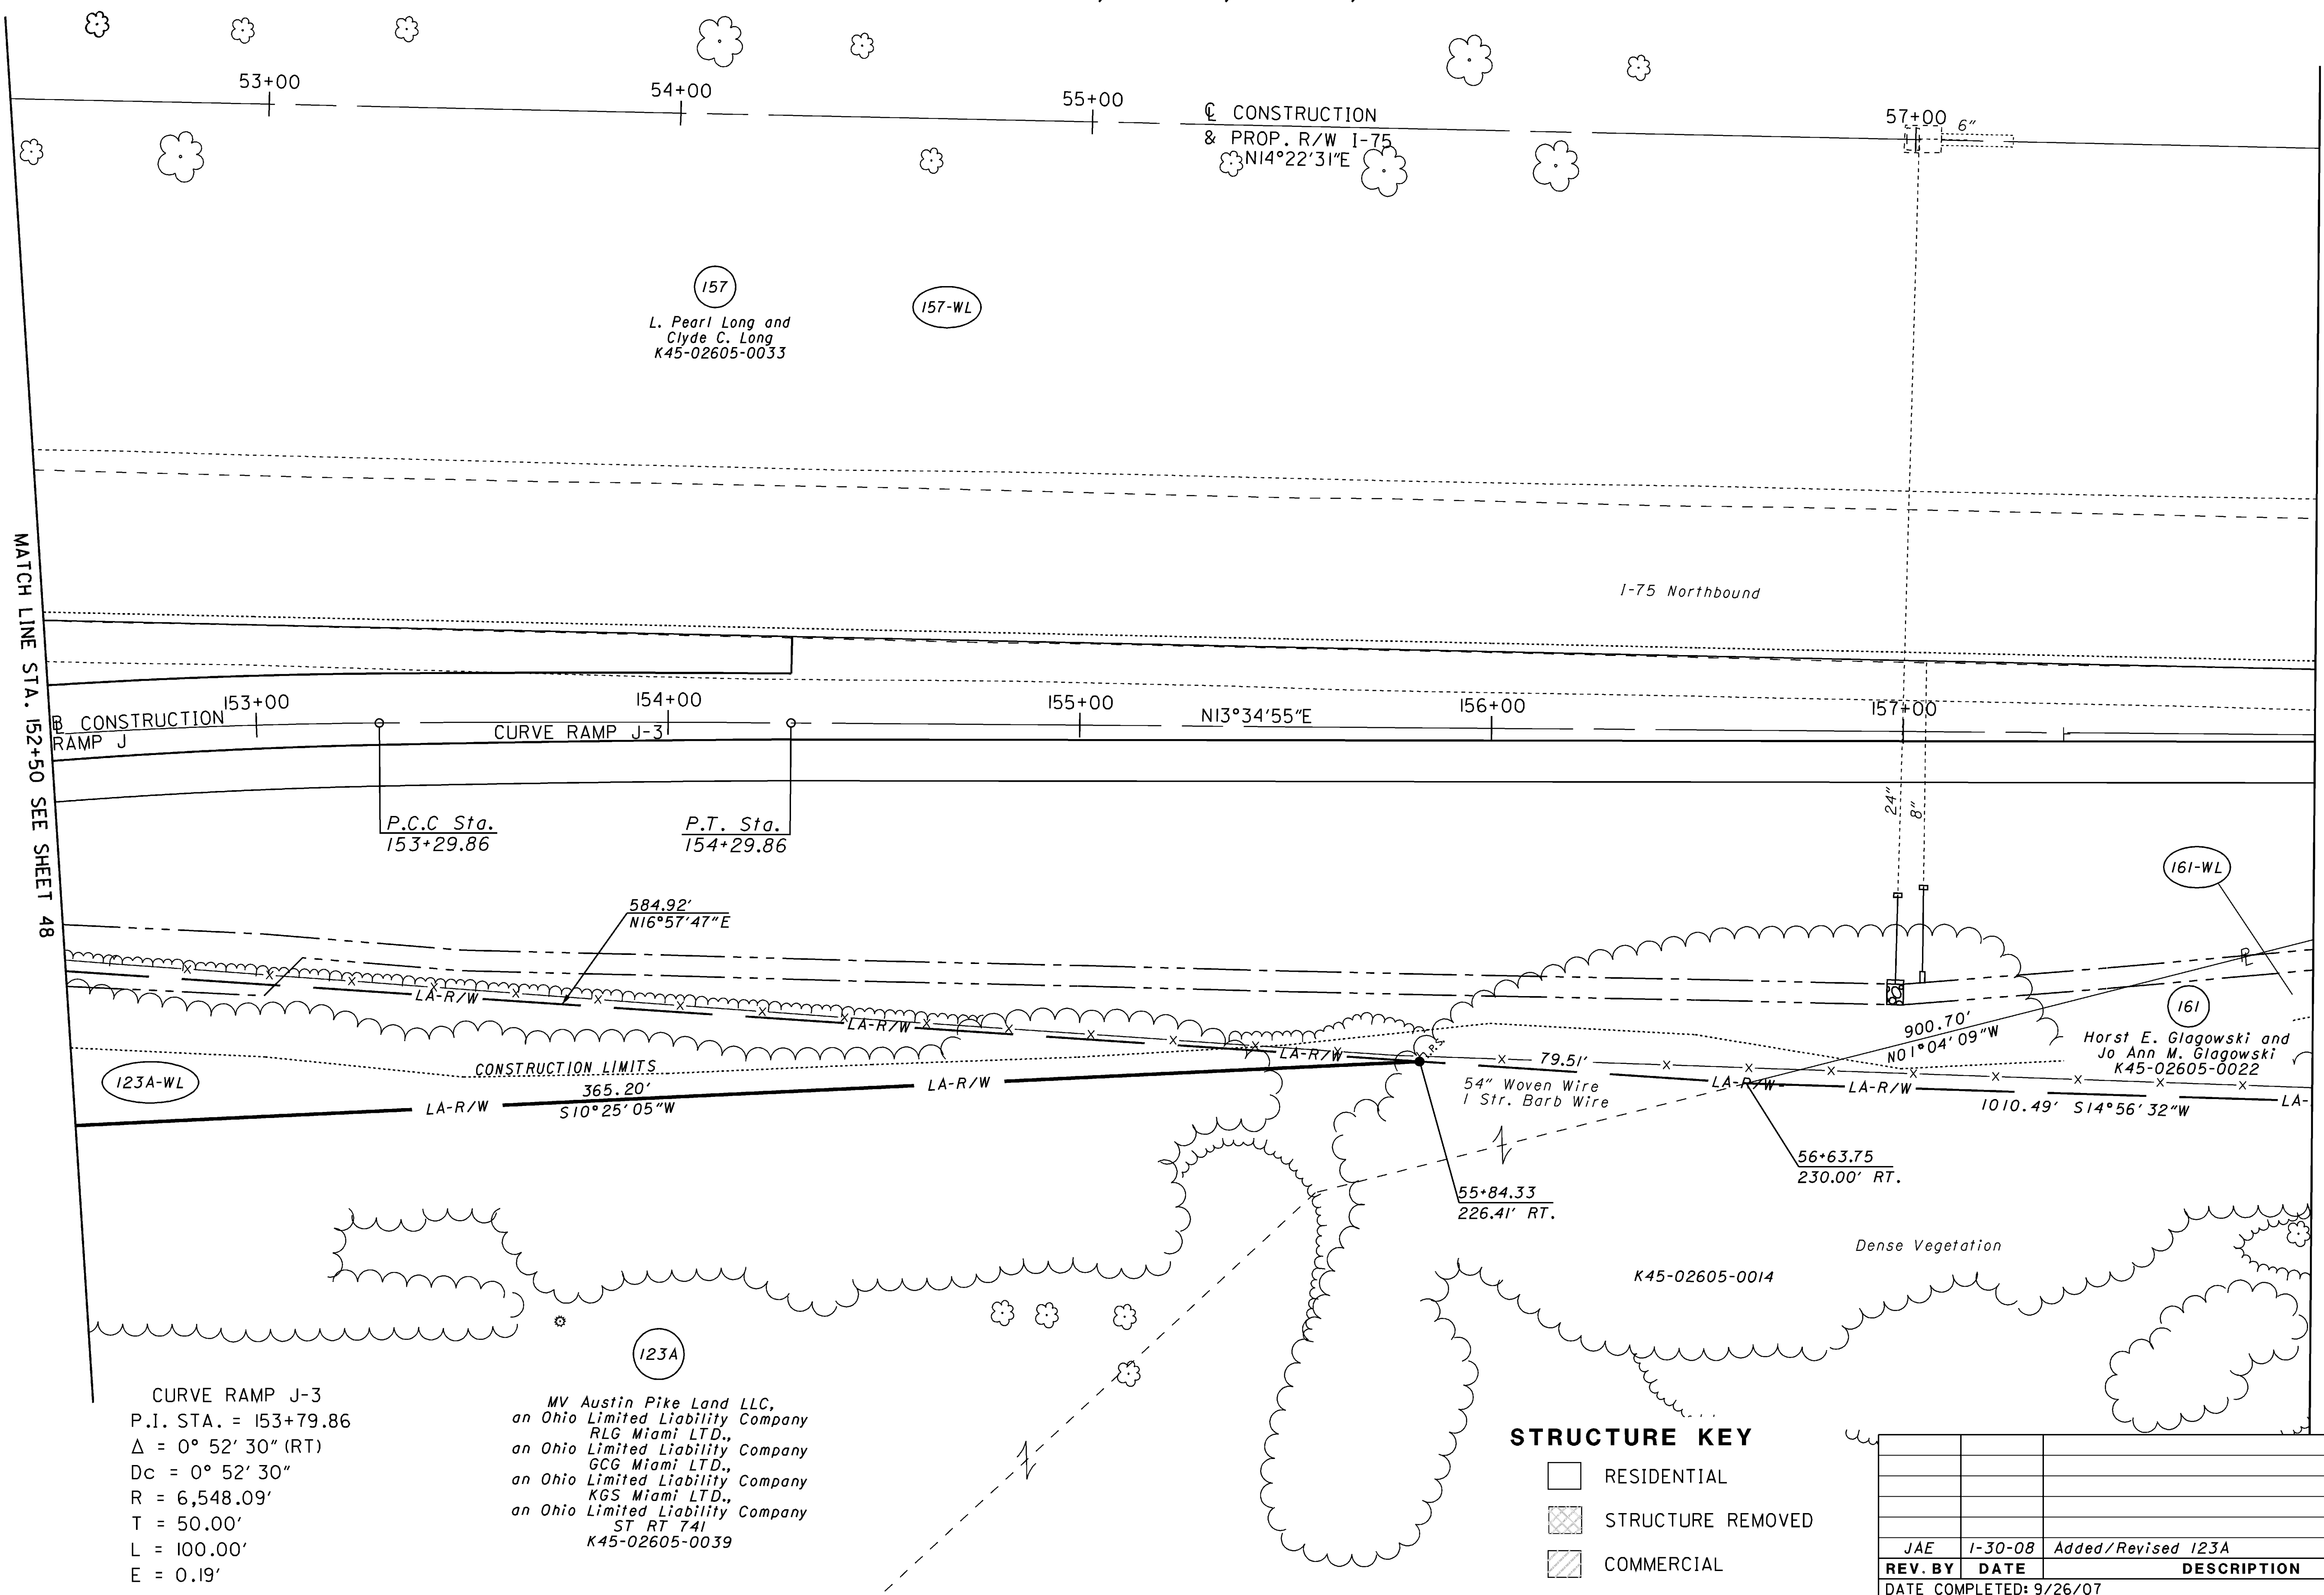 53+00
54+00
55+00
℄ CONSTRUCTION
& PROP. R/W I-75
N14°22'31"E
57+00
6"
157
L. Pearl Long and
Clyde C. Long
K45-02605-0033
157-WL
I-75 Northbound
MATCH LINE STA. 152+50 SEE SHEET 48
153+00
154+00
155+00
156+00
157+00
N13°34'55"E
BL CONSTRUCTION
RAMP J
CURVE RAMP J-3
P.C.C Sta.
153+29.86
P.T. Sta.
154+29.86
24"
8"
161-WL
584.92'
N16°57'47"E
LA-R/W
LA-R/W
LA-R/W
I.P.S.
79.51'
54" Woven Wire
1 Str. Barb Wire
LA-R/W
LA-R/W
900.70'
N01°04'09"W
PL
161
Horst E. Glagowski and
Jo Ann M. Glagowski
K45-02605-0022
1010.49' S14°56'32"W
LA-
123A-WL
CONSTRUCTION LIMITS
365.20'
S10°25'05"W
LA-R/W
LA-R/W
56+63.75
230.00' RT.
55+84.33
226.41' RT.
Dense Vegetation
K45-02605-0014
CURVE RAMP J-3
P.I. STA. = 153+79.86
Δ = 0° 52' 30" (RT)
Dc = 0° 52' 30"
R = 6,548.09'
T = 50.00'
L = 100.00'
E = 0.19'
123A
MV Austin Pike Land LLC,
an Ohio Limited Liability Company
RLG Miami LTD.,
an Ohio Limited Liability Company
GCG Miami LTD.,
an Ohio Limited Liability Company
KGS Miami LTD.,
an Ohio Limited Liability Company
ST RT 741
K45-02605-0039
STRUCTURE KEY
RESIDENTIAL
STRUCTURE REMOVED
COMMERCIAL
JAE 1-30-08 Added/Revised 123A
REV. BY DATE DESCRIPTION
DATE COMPLETED: 9/26/07